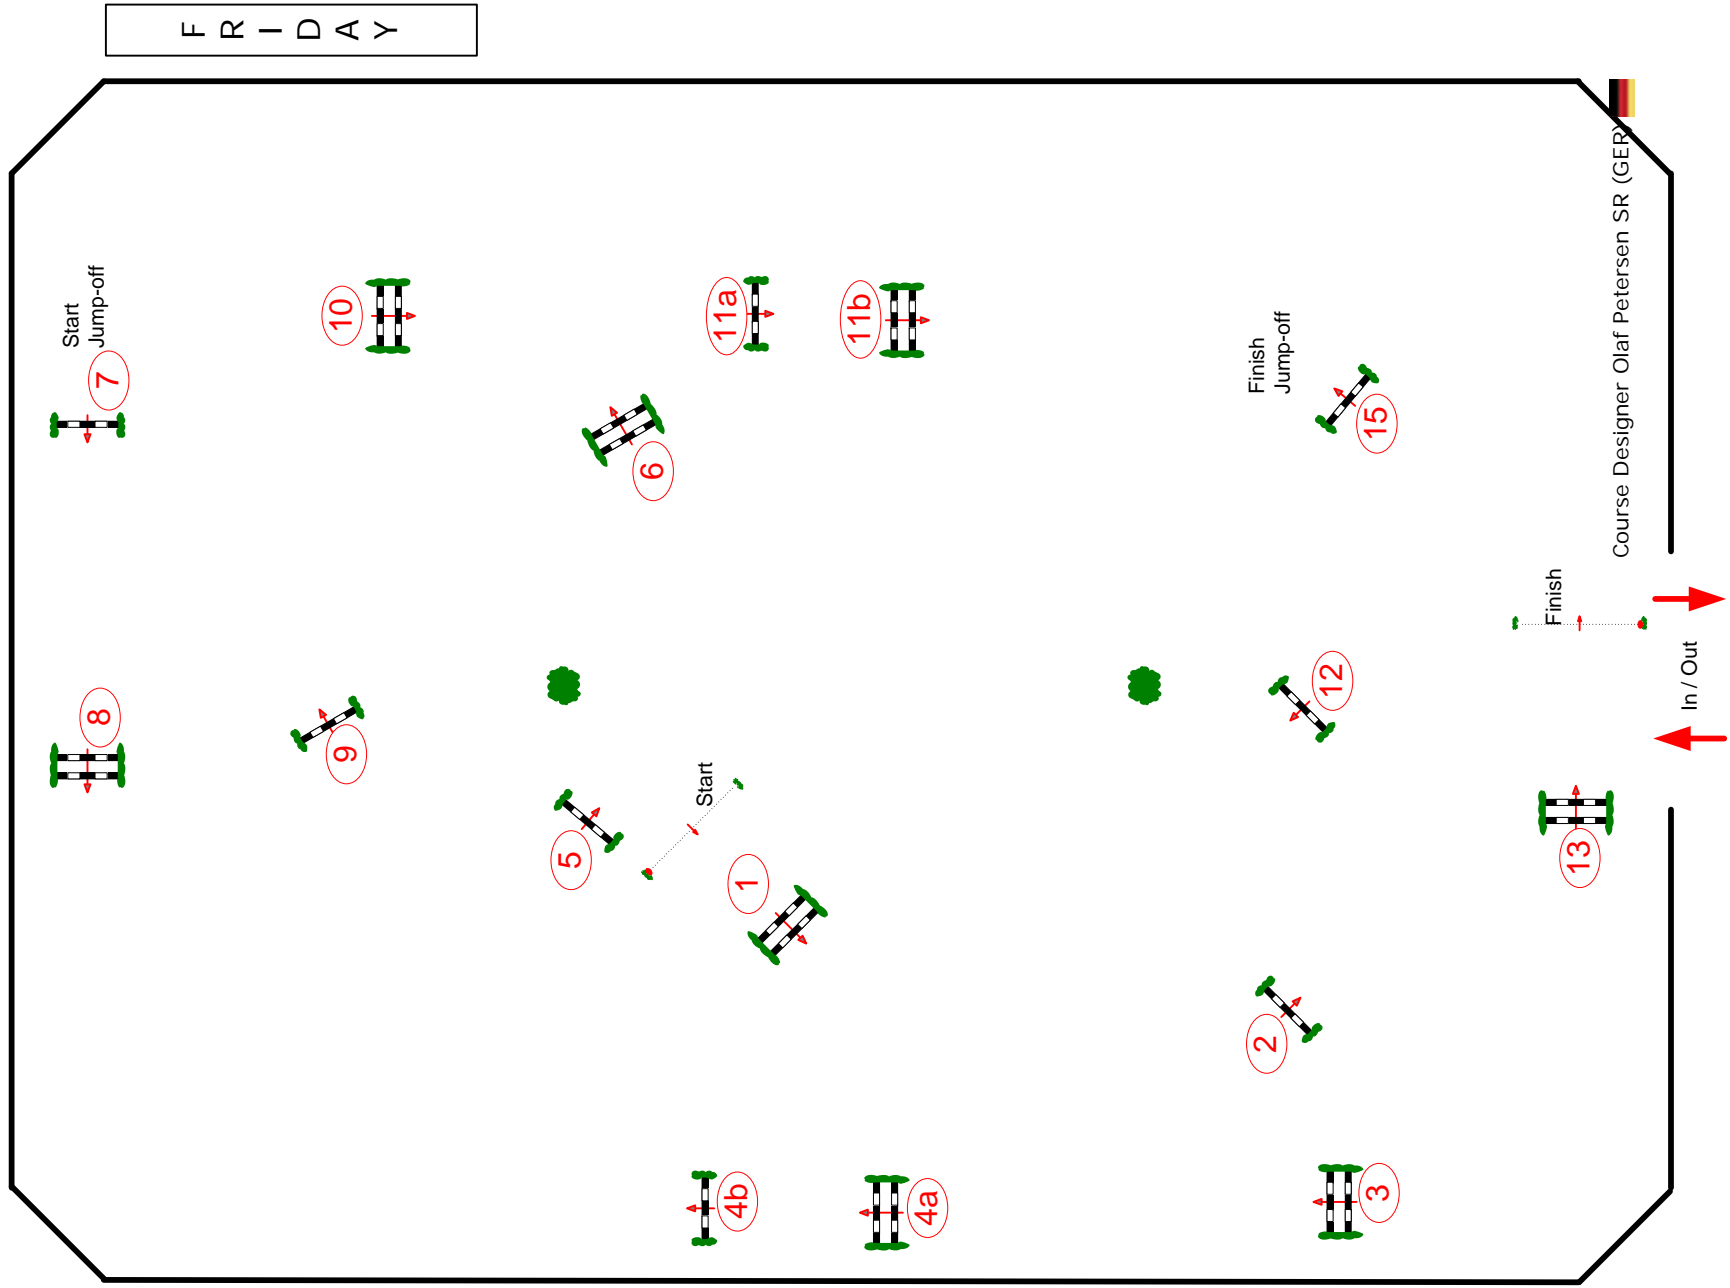 FRIDAY
Start
Jump-off
7
10
8
9
11a
11b
6
5
Start
1
Finish
Jump-off
15
12
2
13
4b
4a
3
Finish
In / Out
Course Designer Olaf Petersen SR (GER)